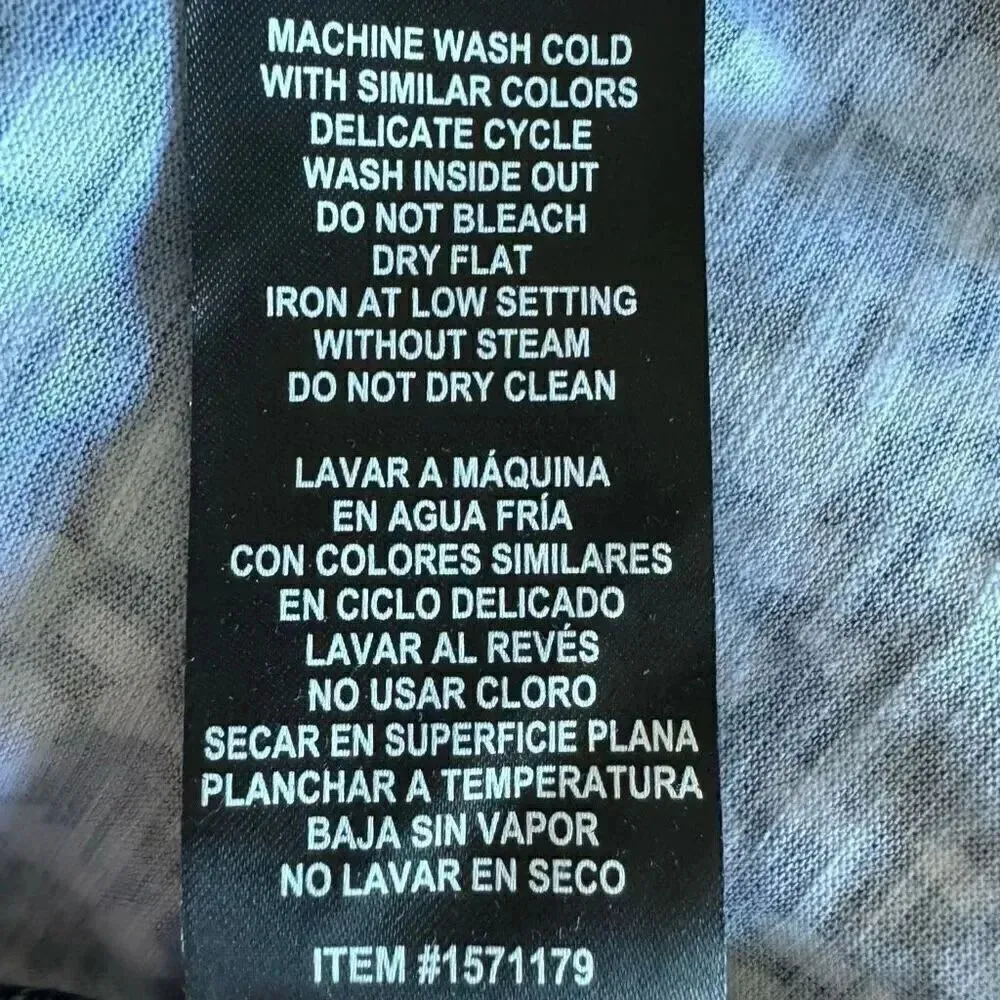 MACHINE WASH COLD
WITH SIMILAR COLORS
DELICATE CYCLE
WASH INSIDE OUT
DO NOT BLEACH
DRY FLAT
IRON AT LOW SETTING
WITHOUT STEAM
DO NOT DRY CLEAN
LAVAR A MÁQUINA
EN AGUA FRÍA
CON COLORES SIMILARES
EN CICLO DELICADO
LAVAR AL REVÉS
NO USAR CLORO
SECAR EN SUPERFICIE PLANA
PLANCHAR A TEMPERATURA
BAJA SIN VAPOR
NO LAVAR EN SECO
ITEM #1571179